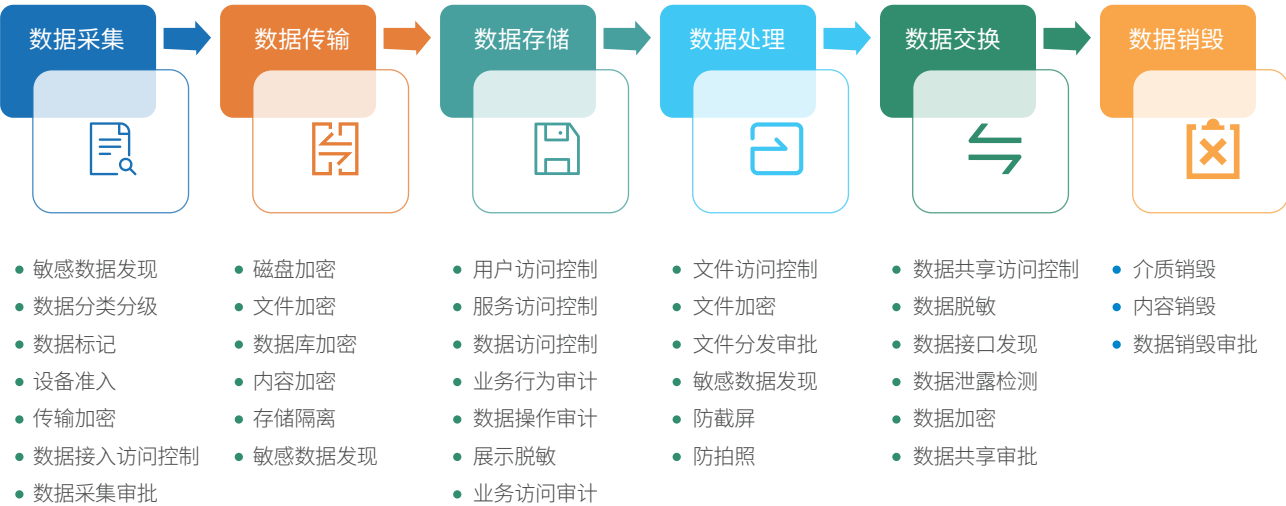 数据采集
数据传输
数据存储
数据处理
数据交换
数据销毁
敏感数据发现
数据分类分级
数据标记
设备准入
传输加密
数据接入访问控制
数据采集审批
磁盘加密
文件加密
数据库加密
内容加密
存储隔离
敏感数据发现
用户访问控制
服务访问控制
数据访问控制
业务行为审计
数据操作审计
展示脱敏
业务访问审计
文件访问控制
文件加密
文件分发审批
敏感数据发现
防截屏
防拍照
数据共享访问控制
数据脱敏
数据接口发现
数据泄露检测
数据加密
数据共享审批
介质销毁
内容销毁
数据销毁审批